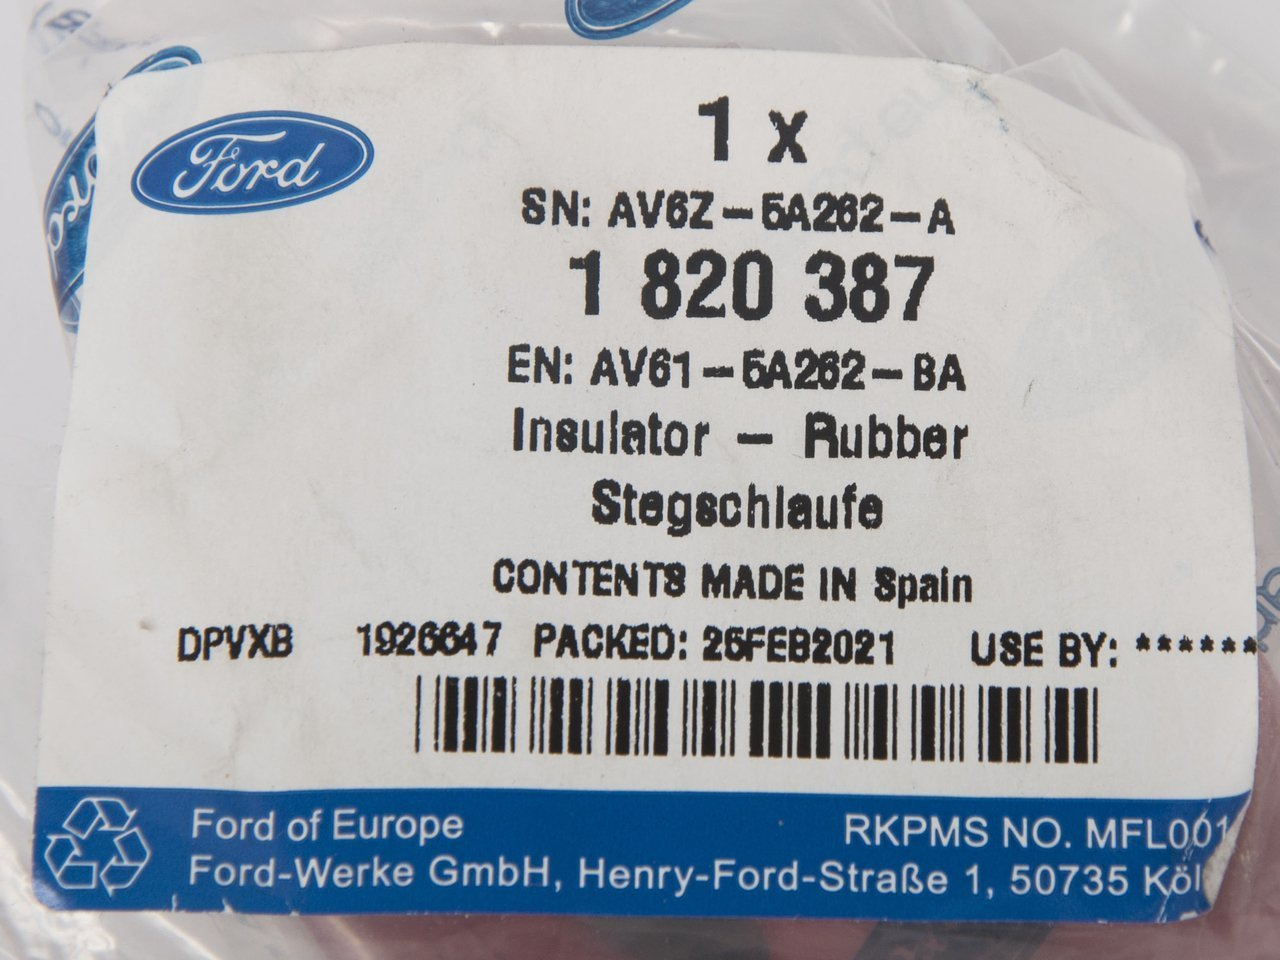 Ford
1 x
SN: AV6Z-5A262-A
1 820 387
EN: AV61-5A262-BA
Insulator - Rubber
Stegschlaufe
CONTENTS MADE IN Spain
DPVXB 1926647 PACKED: 25FEB2021 USE BY: ******
Ford of Europe RKPMS NO. MFL001
Ford-Werke GmbH, Henry-Ford-Straße 1, 50735 Köl